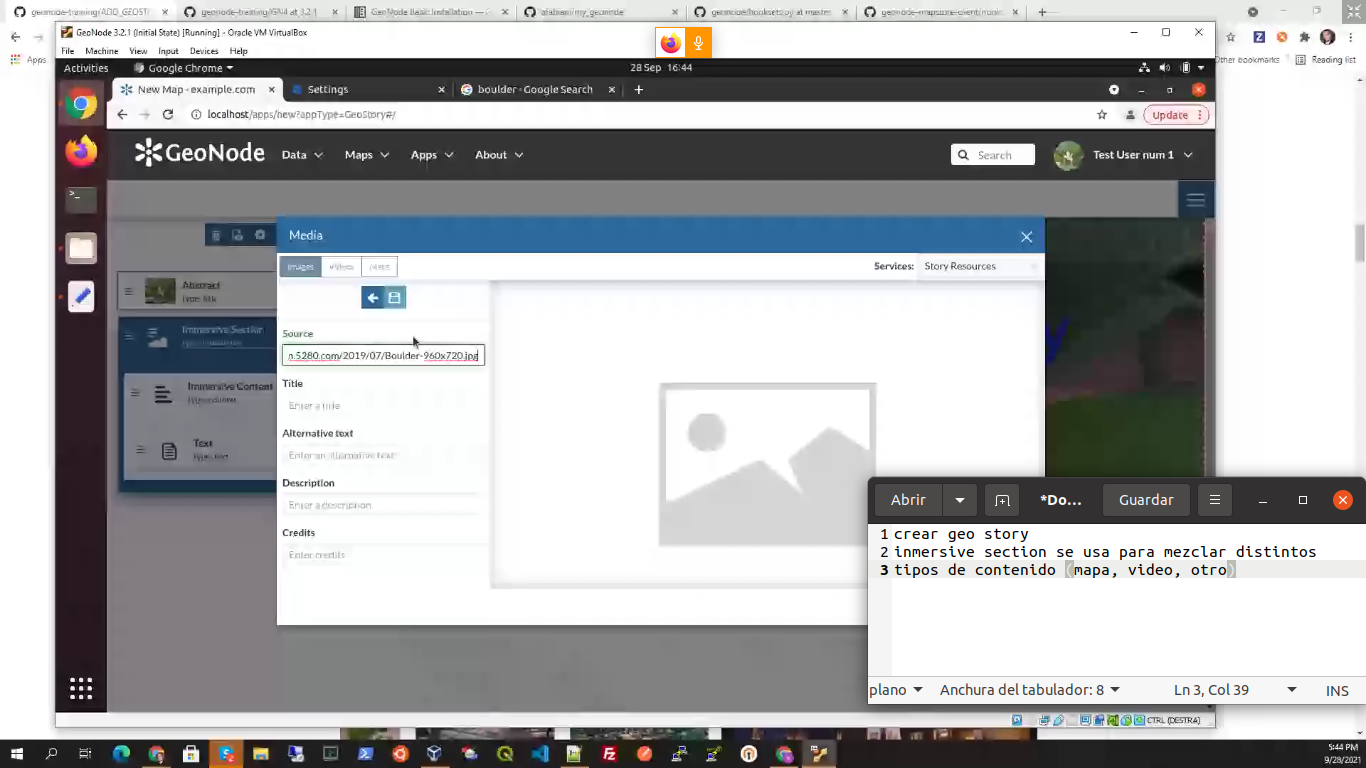 geonode-training/ADD_GEOST
geonode-training/GN4 at 3.2.1
GeoNode Basic Installation —
afabiani/my_geonode
geonode/hooksets.py at master
GeoNode 3.2.1 (Initial State) [Running] - Oracle VM VirtualBox
File Machine View Input Devices Help
Apps
Other bookmarks
Reading list
Activities
Google Chrome
28 Sep 16:44
New Map - example.com
Settings
boulder - Google Search
localhost/apps/new?appType=GeoStory#/
Update
GeoNode
Data
Maps
Apps
About
Search
Test User num 1
Media
Images
Videos
Maps
Services:
Story Resources
Abstract
Type: title
Immersive Section
Immersive Content
Text
Type: text
Source
n.5280.com/2019/07/Boulder-960x720.jpg
Title
Enter a title
Alternative text
Enter an alternative text
Description
Enter a description
Credits
Enter credits
Abrir
*Do...
Guardar
1 crear geo story
2 inmersive section se usa para mezclar distintos
3 tipos de contenido (mapa, video, otro)
plano
Anchura del tabulador: 8
Ln 3, Col 39
INS
CTRL (DESTRA)
5:44 PM
9/28/2021